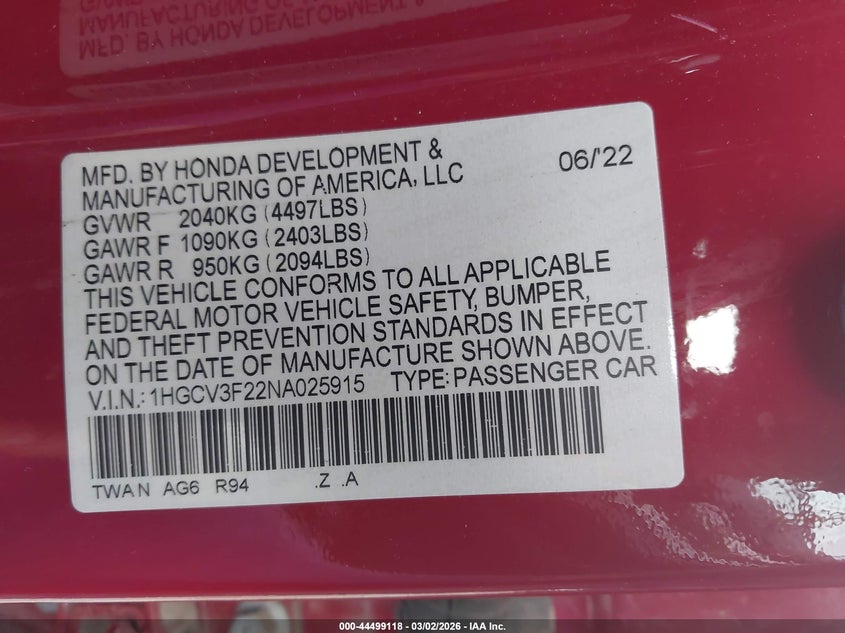 MFD. BY HONDA DEVELOPMENT &
MANUFACTURING OF AMERICA, LLC 06/'22
GVWR 2040KG (4497LBS)
GAWR F 1090KG (2403LBS)
GAWR R 950KG (2094LBS)
THIS VEHICLE CONFORMS TO ALL APPLICABLE
FEDERAL MOTOR VEHICLE SAFETY, BUMPER,
AND THEFT PREVENTION STANDARDS IN EFFECT
ON THE DATE OF MANUFACTURE SHOWN ABOVE.
V.I.N.: 1HGCV3F22NA025915 TYPE: PASSENGER CAR
TWAN AG6 R94 .Z .A
000-44499118 - 03/02/2026 - IAA Inc.